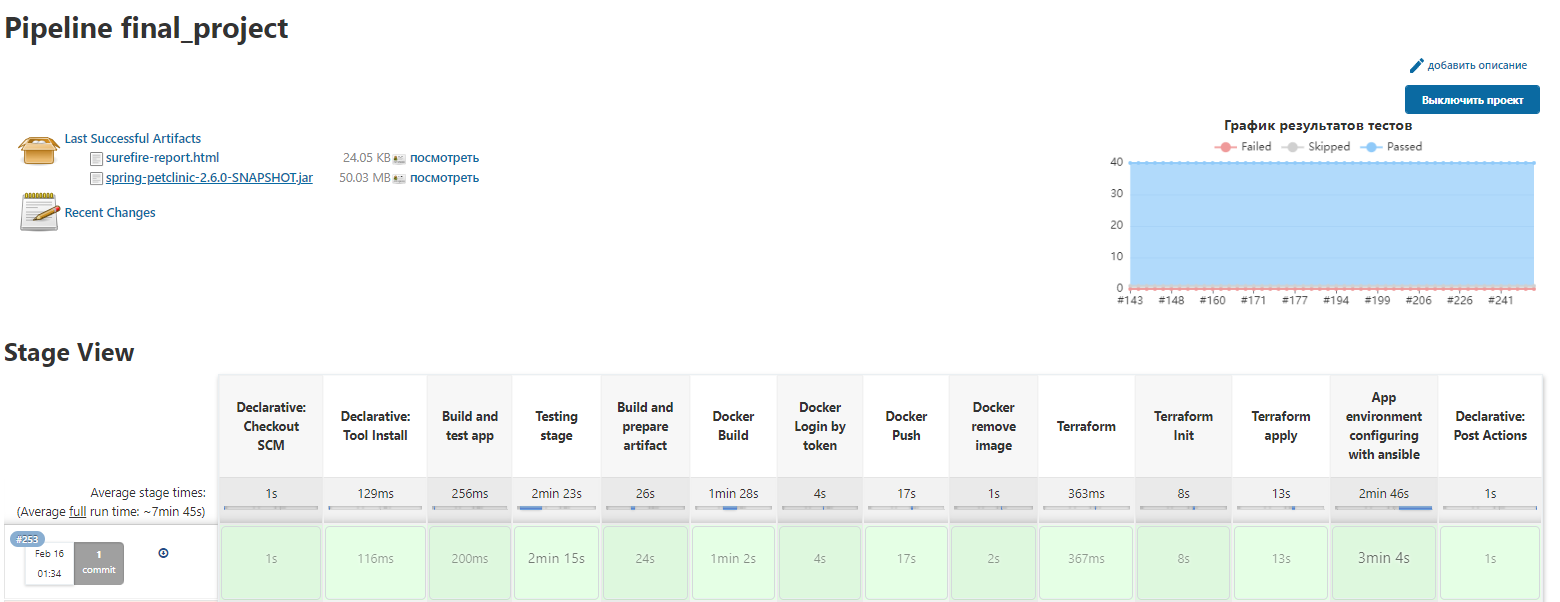 Pipeline final_project
добавить описание
Выключить проект
Last Successful Artifacts
surefire-report.html 24.05 KB посмотреть
spring-petclinic-2.6.0-SNAPSHOT.jar 50.03 MB посмотреть
Recent Changes
График результатов тестов
Failed Skipped Passed
40
30
20
10
0
#143 #148 #160 #171 #177 #194 #199 #206 #226 #241
Stage View
Declarative:
Checkout
SCM
Declarative:
Tool Install
Build and
test app
Testing
stage
Build and
prepare
artifact
Docker
Build
Docker
Login by
token
Docker
Push
Docker
remove
image
Terraform
Terraform
Init
Terraform
apply
App
environment
configuring
with ansible
Declarative:
Post Actions
Average stage times:
(Average full run time: ~7min 45s)
1s 129ms 256ms 2min 23s 26s 1min 28s 4s 17s 1s 363ms 8s 13s 2min 46s 1s
#253
Feb 16
01:34
1
commit
1s 116ms 200ms 2min 15s 24s 1min 2s 4s 17s 2s 367ms 8s 13s 3min 4s 1s